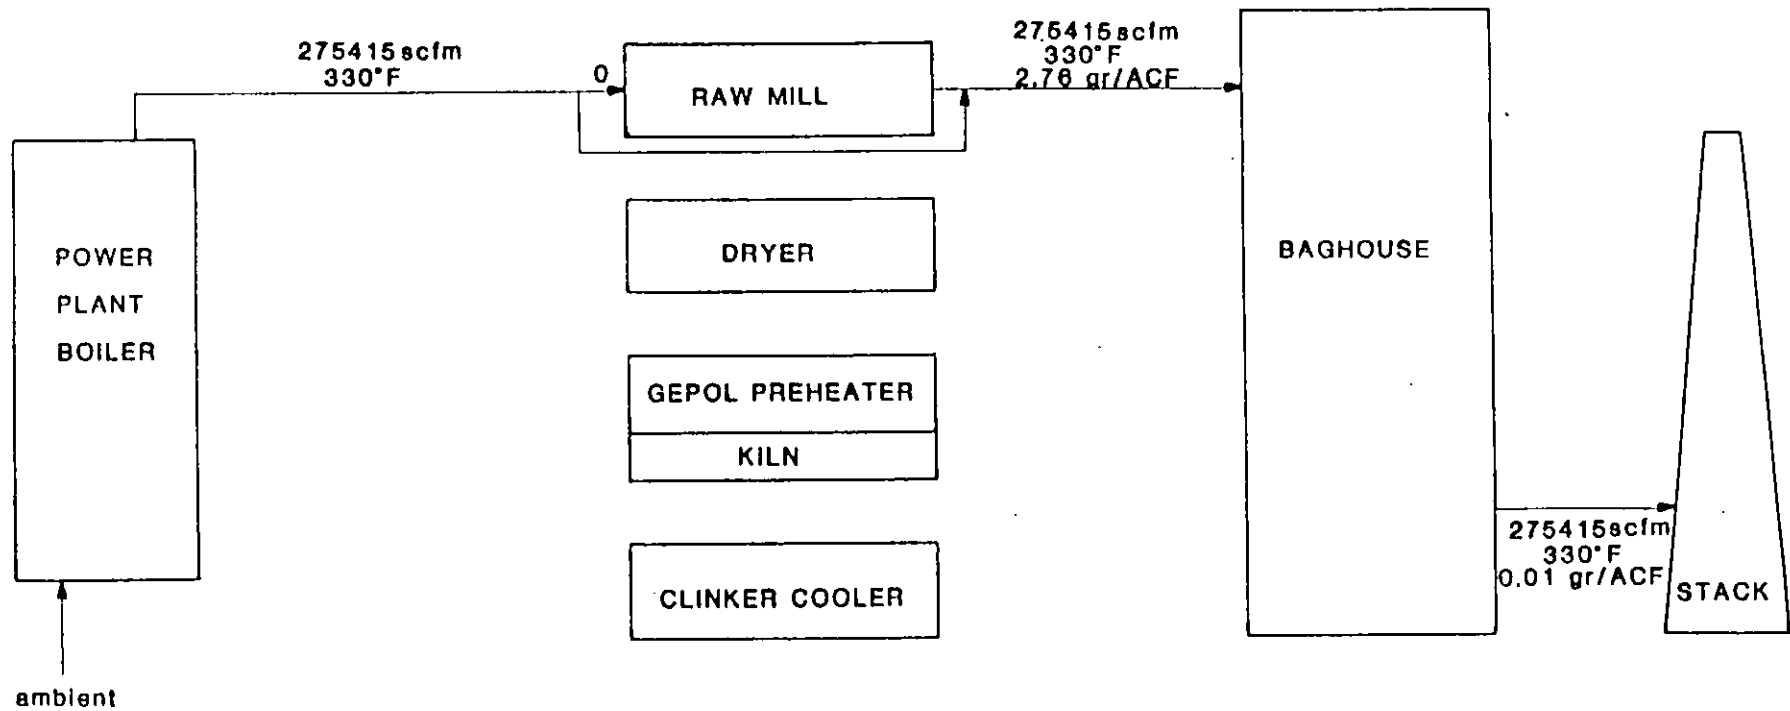 275415scfm
330°F
0
RAW MILL
275415scfm
330°F
2.76 gr/ACF
POWER
PLANT
BOILER
DRYER
BAGHOUSE
GEPOL PREHEATER
KILN
CLINKER COOLER
275415scfm
330°F
0.01 gr/ACF
STACK
ambient